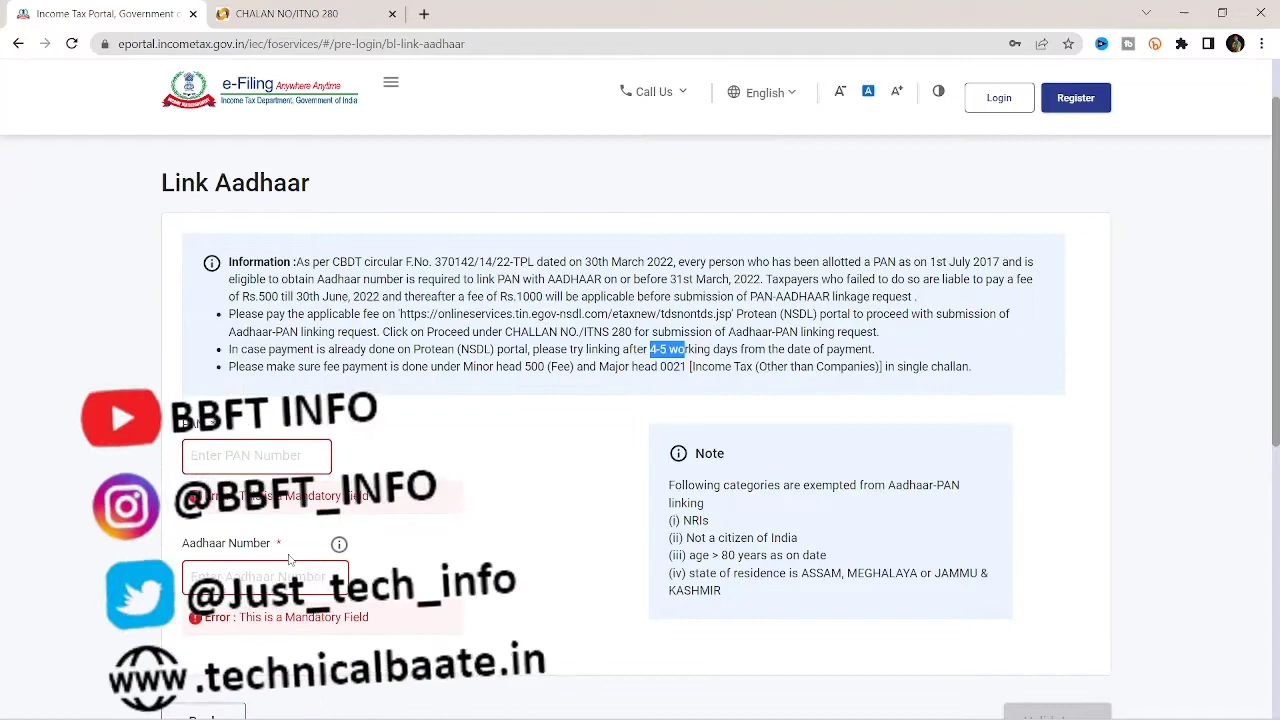 Income Tax Portal, Government o
CHALAN NO/ITNO 280
eportal.incometax.gov.in/iec/foservices/#/pre-login/bl-link-aadhaar
e-Filing Anywhere Anytime
Income Tax Department, Government of India
Call Us
English
A-
A
A+
Login
Register
Link Aadhaar
Information :As per CBDT circular F.No. 370142/14/22-TPL dated on 30th March 2022, every person who has been allotted a PAN as on 1st July 2017 and is
eligible to obtain Aadhaar number is required to link PAN with AADHAAR on or before 31st March, 2022. Taxpayers who failed to do so are liable to pay a fee
of Rs.500 till 30th June, 2022 and thereafter a fee of Rs.1000 will be applicable before submission of PAN-AADHAAR linkage request .
Please pay the applicable fee on 'https://onlineservices.tin.egov-nsdl.com/etaxnew/tdsnontds.jsp' Protean (NSDL) portal to proceed with submission of
Aadhaar-PAN linking request. Click on Proceed under CHALLAN NO./ITNS 280 for submission of Aadhaar-PAN linking request.
In case payment is already done on Protean (NSDL) portal, please try linking after 4-5 working days from the date of payment.
Please make sure fee payment is done under Minor head 500 (Fee) and Major head 0021 [Income Tax (Other than Companies)] in single challan.
BBFT INFO
Enter PAN Number
@BBFT_INFO
This is a Mandatory Field
Aadhaar Number *
Enter Aadhaar Number
@Just_tech_info
Error : This is a Mandatory Field
www.technicalbaate.in
Note
Following categories are exempted from Aadhaar-PAN
linking
(i) NRIs
(ii) Not a citizen of India
(iii) age > 80 years as on date
(iv) state of residence is ASSAM, MEGHALAYA or JAMMU &
KASHMIR